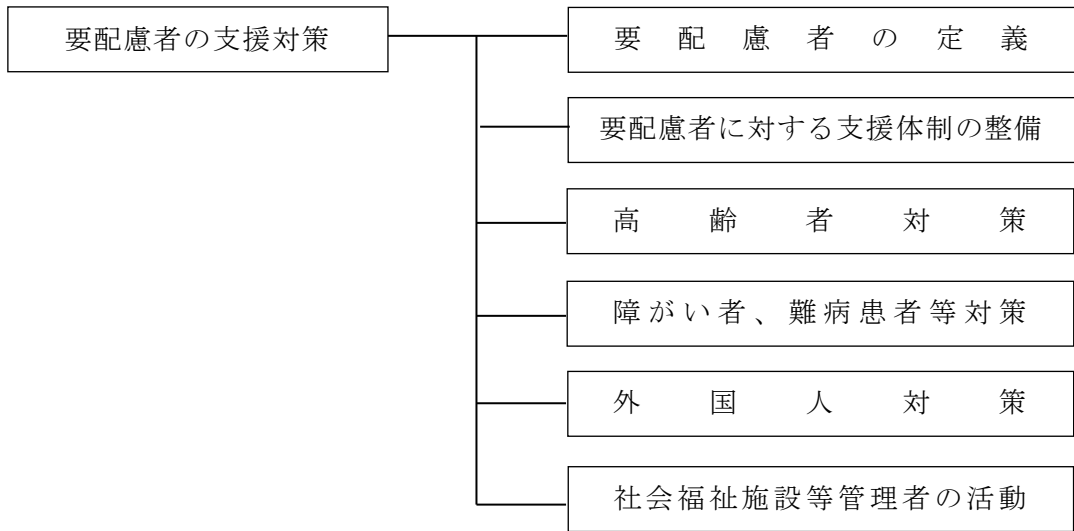 要配慮者の支援対策
要配慮者の定義
要配慮者に対する支援体制の整備
高齢者対策
障がい者、難病患者等対策
外国人対策
社会福祉施設等管理者の活動